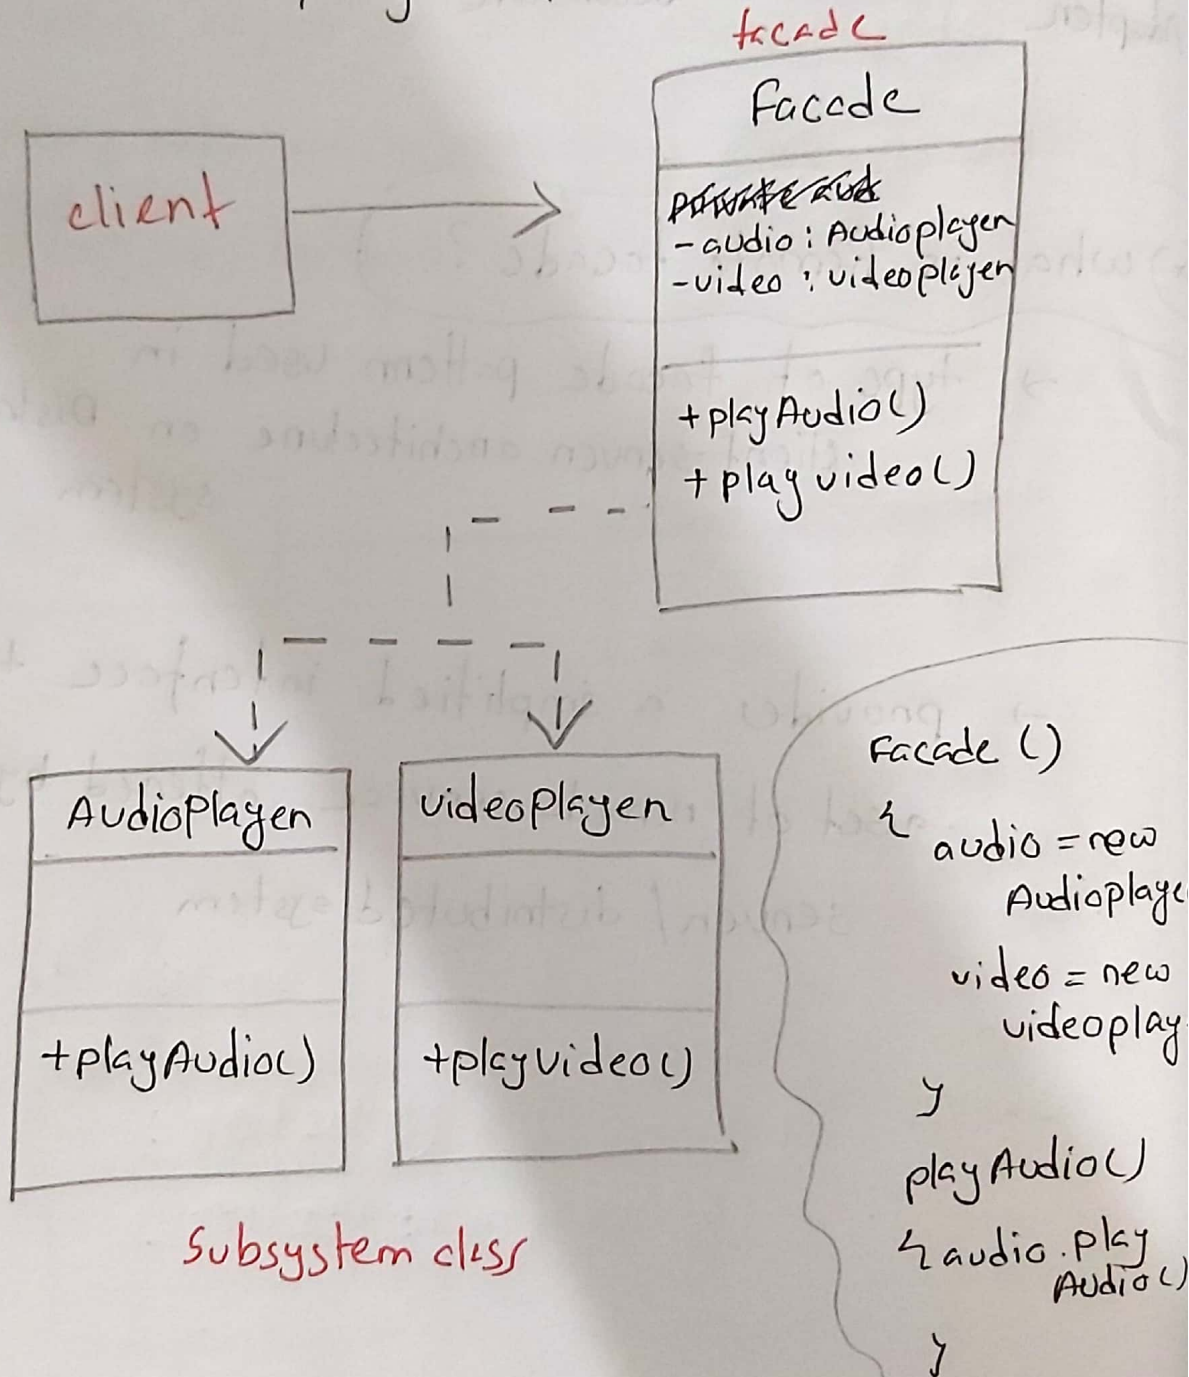 facade
Facade
client
- audio : Audioplayer
- video : videoplayer
+ playAudio()
+ play video()
AudioPlayer
videoPlayer
+playAudio()
+playvideo()
Subsystem class
Facade ()
{
audio = new
Audioplaye
video = new
videoplay
}
playAudio()
{ audio.play
Audio()
}